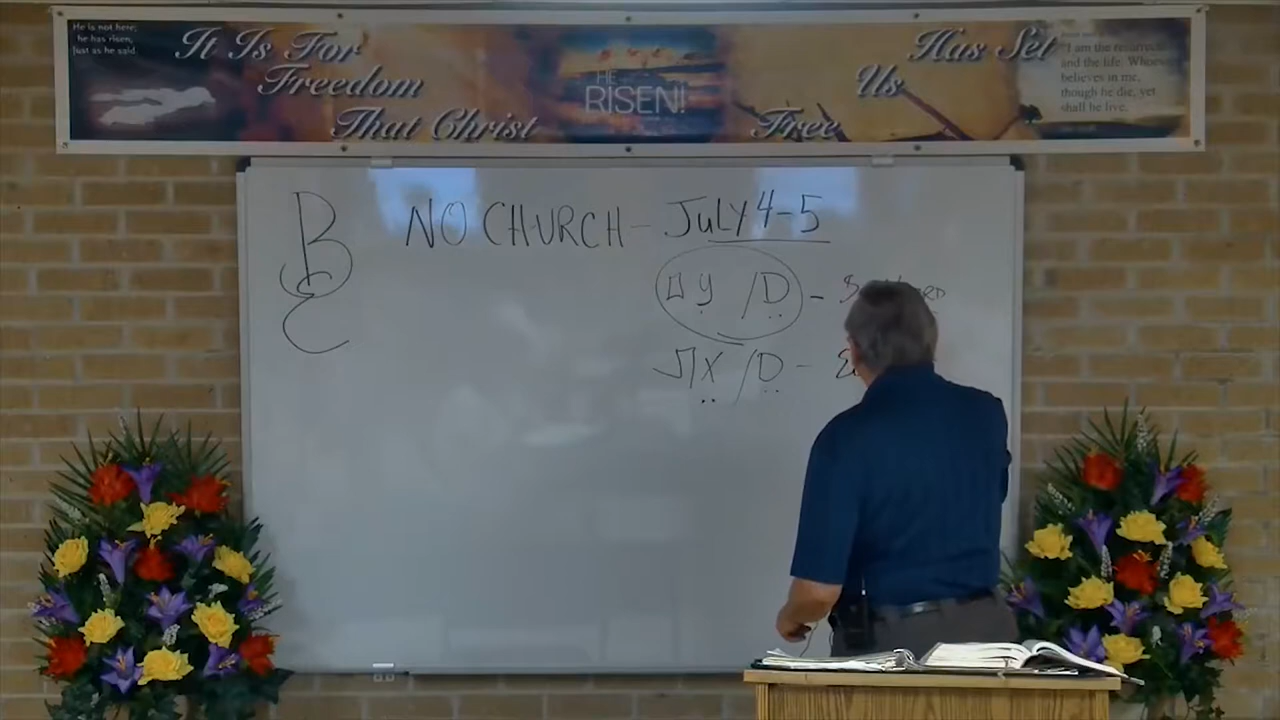 He is not here;
he has risen,
just as he said.
It Is For
Freedom
That Christ
HE
RISEN!
Has Set
Us
Free
"I am the
and the life.
believes in me,
though he die, yet
shall he live.
B
NO CHURCH - JULY 4-5
Y / D -
X / D -